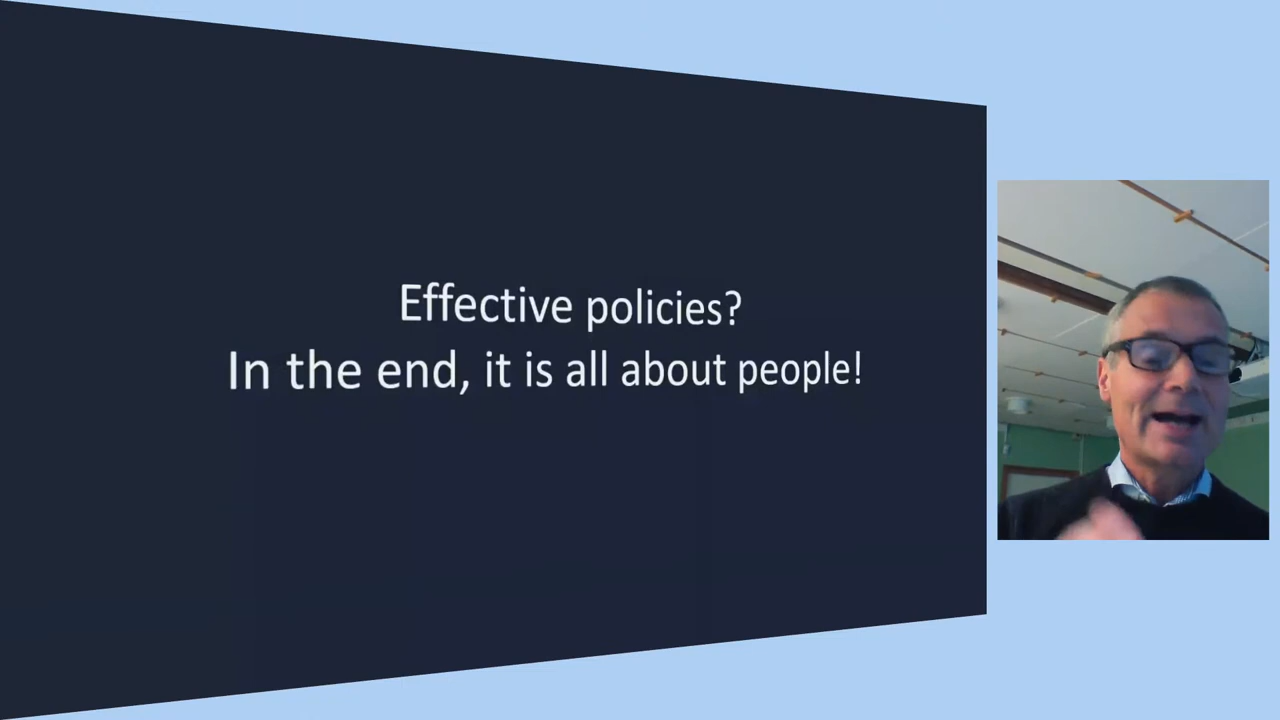 Effective policies?
In the end, it is all about people!